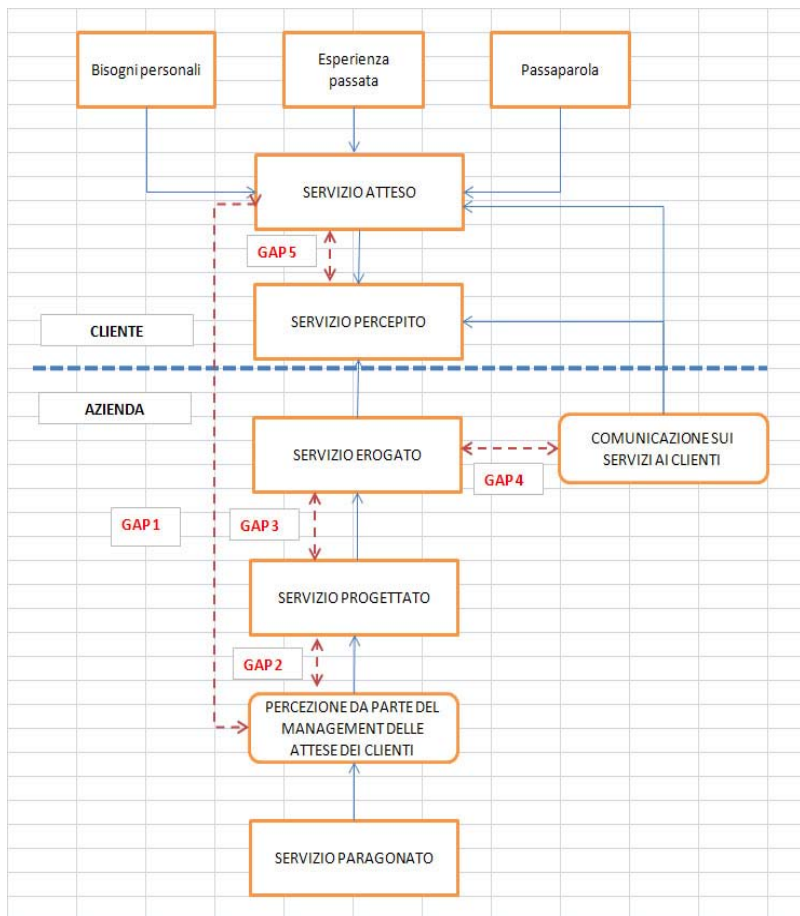 Bisogni personali
Esperienza
passata
Passaparola
SERVIZIO ATTESO
GAP 5
SERVIZIO PERCEPITO
CLIENTE
AZIENDA
SERVIZIO EROGATO
COMUNICAZIONE SUI
SERVIZI AI CLIENTI
GAP 4
GAP 1
GAP 3
SERVIZIO PROGETTATO
GAP 2
PERCEZIONE DA PARTE DEL
MANAGEMENT DELLE
ATTESE DEI CLIENTI
SERVIZIO PARAGONATO